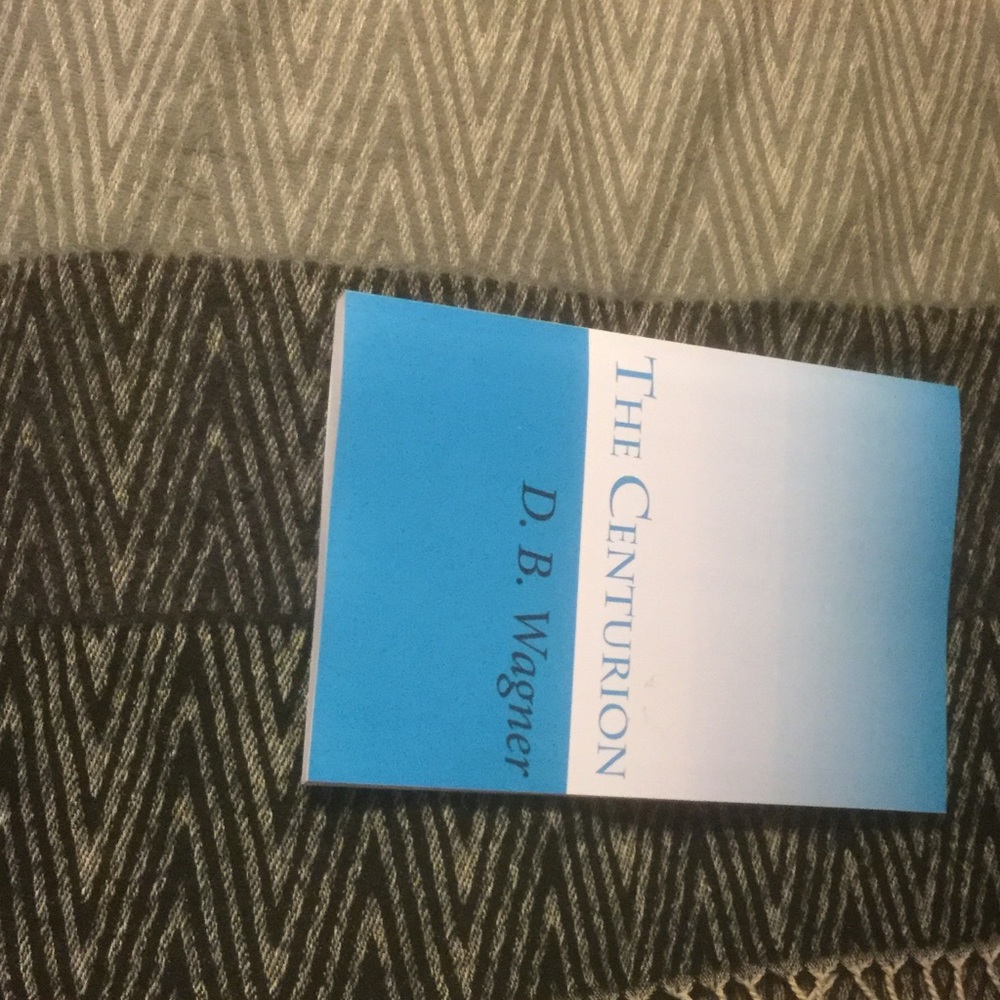 THE CENTURION
D. B. Wagner